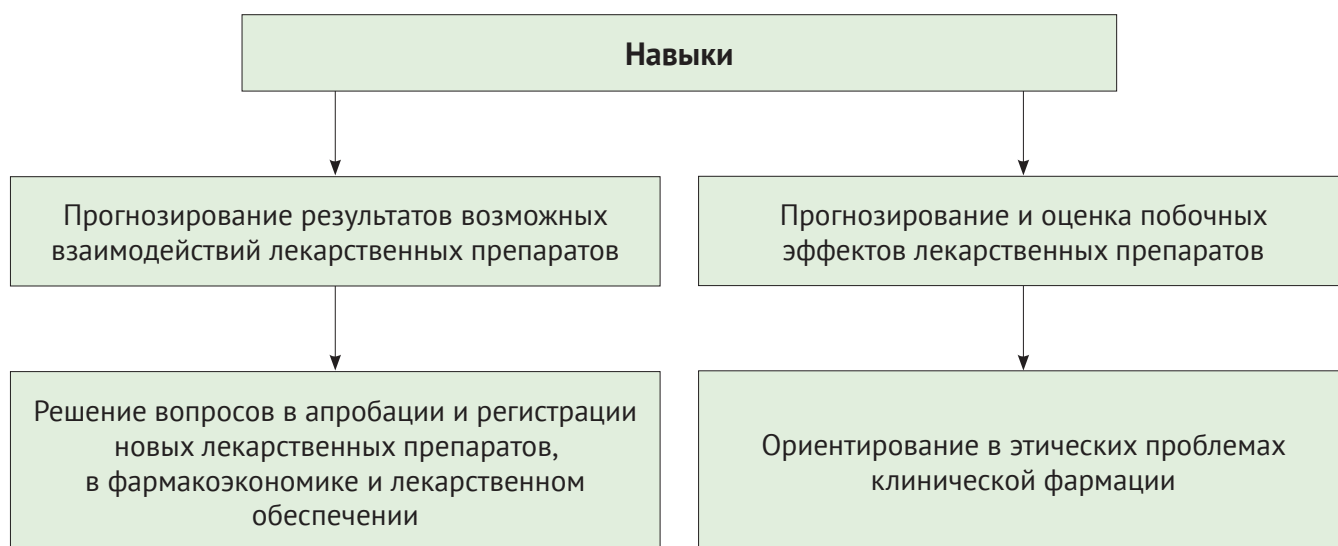 Навыки
Прогнозирование результатов возможных
взаимодействий лекарственных препаратов
Прогнозирование и оценка побочных
эффектов лекарственных препаратов
Решение вопросов в апробации и регистрации
новых лекарственных препаратов,
в фармакоэкономике и лекарственном
обеспечении
Ориентирование в этических проблемах
клинической фармации